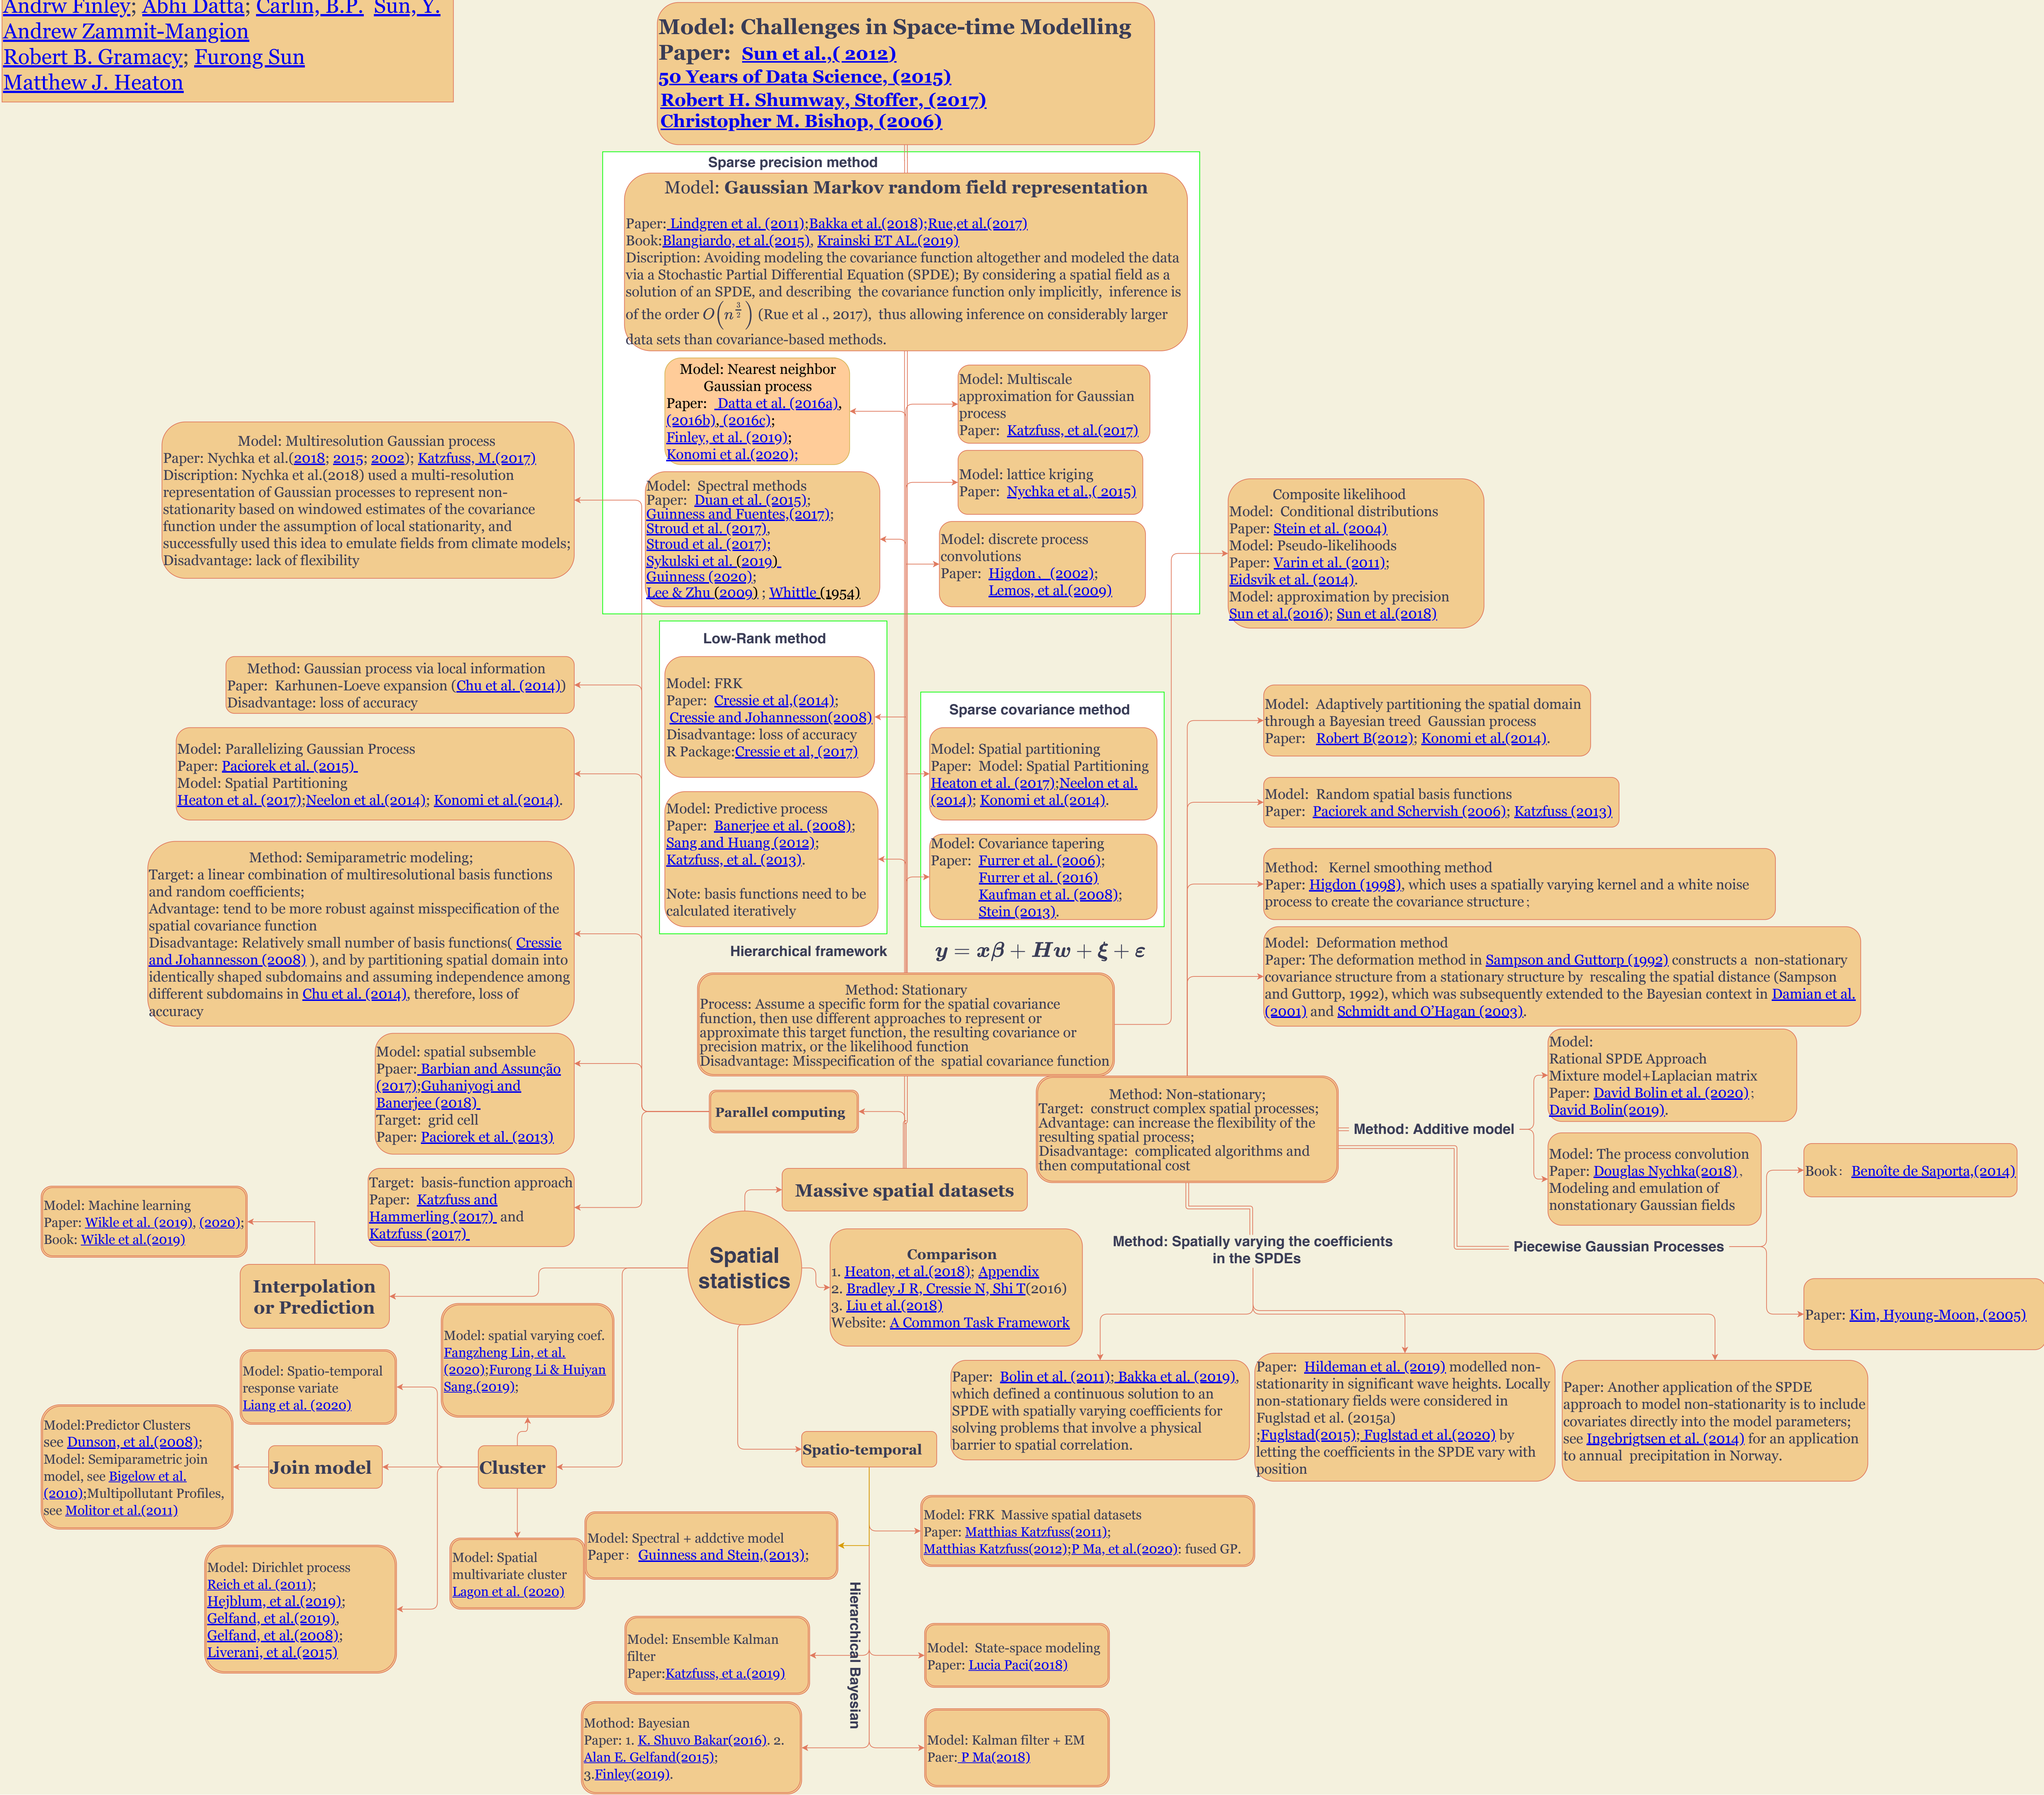 Andrw Finley; Abhi Datta; Carlin, B.P. Sun, Y.
Andrew Zammit-Mangion
Robert B. Gramacy; Furong Sun
Matthew J. Heaton
Model: Challenges in Space-time Modelling
Paper: Sun et al.,( 2012)
50 Years of Data Science, (2015)
Robert H. Shumway, Stoffer, (2017)
Christopher M. Bishop, (2006)
Sparse precision method
Model: Gaussian Markov random field representation
Paper: Lindgren et al. (2011);Bakka et al.(2018);Rue,et al.(2017)
Book:Blangiardo, et al.(2015), Krainski ET AL.(2019)
Discription: Avoiding modeling the covariance function altogether and modeled the data
via a Stochastic Partial Differential Equation (SPDE); By considering a spatial field as a
solution of an SPDE, and describing the covariance function only implicitly, inference is
of the order O(n^{3/2}) (Rue et al ., 2017), thus allowing inference on considerably larger
data sets than covariance-based methods.
Model: Nearest neighbor
Gaussian process
Paper: Datta et al. (2016a),
(2016b), (2016c);
Finley, et al. (2019);
Konomi et al.(2020);
Model: Multiscale
approximation for Gaussian
process
Paper: Katzfuss, et al.(2017)
Model: Spectral methods
Paper: Duan et al. (2015);
Guinness and Fuentes,(2017);
Stroud et al. (2017),
Stroud et al. (2017);
Sykulski et al. (2019)
Guinness (2020);
Lee & Zhu (2009) ; Whittle (1954)
Model: lattice kriging
Paper: Nychka et al.,( 2015)
Model: discrete process
convolutions
Paper: Higdon, (2002);
Lemos, et al.(2009)
Model: Multiresolution Gaussian process
Paper: Nychka et al.(2018; 2015; 2002); Katzfuss, M.(2017)
Discription: Nychka et al.(2018) used a multi-resolution
representation of Gaussian processes to represent non-
stationarity based on windowed estimates of the covariance
function under the assumption of local stationarity, and
successfully used this idea to emulate fields from climate models;
Disadvantage: lack of flexibility
Composite likelihood
Model: Conditional distributions
Paper: Stein et al. (2004)
Model: Pseudo-likelihoods
Paper: Varin et al. (2011);
Eidsvik et al. (2014).
Model: approximation by precision
Sun et al.(2016); Sun et al.(2018)
Low-Rank method
Model: FRK
Paper: Cressie et al,(2014);
Cressie and Johannesson(2008)
Disadvantage: loss of accuracy
R Package:Cressie et al, (2017)
Model: Predictive process
Paper: Banerjee et al. (2008);
Sang and Huang (2012);
Katzfuss, et al. (2013).
Note: basis functions need to be
calculated iteratively
Sparse covariance method
Model: Spatial partitioning
Paper: Model: Spatial Partitioning
Heaton et al. (2017);Neelon et al.
(2014); Konomi et al.(2014).
Model: Covariance tapering
Paper: Furrer et al. (2006);
Furrer et al. (2016)
Kaufman et al. (2008);
Stein (2013).
Method: Gaussian process via local information
Paper: Karhunen-Loeve expansion (Chu et al. (2014))
Disadvantage: loss of accuracy
Model: Parallelizing Gaussian Process
Paper: Paciorek et al. (2015)
Model: Spatial Partitioning
Heaton et al. (2017);Neelon et al.(2014); Konomi et al.(2014).
Method: Semiparametric modeling;
Target: a linear combination of multiresolutional basis functions
and random coefficients;
Advantage: tend to be more robust against misspecification of the
spatial covariance function
Disadvantage: Relatively small number of basis functions( Cressie
and Johannesson (2008) ), and by partitioning spatial domain into
identically shaped subdomains and assuming independence among
different subdomains in Chu et al. (2014), therefore, loss of
accuracy
Model: Adaptively partitioning the spatial domain
through a Bayesian treed Gaussian process
Paper: Robert B(2012); Konomi et al.(2014).
Model: Random spatial basis functions
Paper: Paciorek and Schervish (2006); Katzfuss (2013)
Method: Kernel smoothing method
Paper: Higdon (1998), which uses a spatially varying kernel and a white noise
process to create the covariance structure;
Model: Deformation method
Paper: The deformation method in Sampson and Guttorp (1992) constructs a non-stationary
covariance structure from a stationary structure by rescaling the spatial distance (Sampson
and Guttorp, 1992), which was subsequently extended to the Bayesian context in Damian et al.
(2001) and Schmidt and O'Hagan (2003).
Hierarchical framework
y = xβ + Hw + ξ + ε
Method: Stationary
Process: Assume a specific form for the spatial covariance
function, then use different approaches to represent or
approximate this target function, the resulting covariance or
precision matrix, or the likelihood function
Disadvantage: Misspecification of the spatial covariance function
Model: spatial subsemble
Ppaer: Barbian and Assunção
(2017);Guhaniyogi and
Banerjee (2018)
Target: grid cell
Paper: Paciorek et al. (2013)
Parallel computing
Method: Non-stationary;
Target: construct complex spatial processes;
Advantage: can increase the flexibility of the
resulting spatial process;
Disadvantage: complicated algorithms and
then computational cost
Method: Additive model
Model:
Rational SPDE Approach
Mixture model+Laplacian matrix
Paper: David Bolin et al. (2020);
David Bolin(2019).
Model: The process convolution
Paper: Douglas Nychka(2018),
Modeling and emulation of
nonstationary Gaussian fields
Book: Benoîte de Saporta,(2014)
Target: basis-function approach
Paper: Katzfuss and
Hammerling (2017) and
Katzfuss (2017)
Massive spatial datasets
Model: Machine learning
Paper: Wikle et al. (2019), (2020);
Book: Wikle et al.(2019)
Interpolation
or Prediction
Spatial
statistics
Comparison
1. Heaton, et al.(2018); Appendix
2. Bradley J R, Cressie N, Shi T(2016)
3. Liu et al.(2018)
Website: A Common Task Framework
Method: Spatially varying the coefficients
in the SPDEs
Piecewise Gaussian Processes
Paper: Kim, Hyoung-Moon, (2005)
Model: spatial varying coef.
Fangzheng Lin, et al.
(2020);Furong Li & Huiyan
Sang.(2019);
Model: Spatio-temporal
response variate
Liang et al. (2020)
Model:Predictor Clusters
see Dunson, et al.(2008);
Model: Semiparametric join
model, see Bigelow et al.
(2010);Multipollutant Profiles,
see Molitor et al.(2011)
Join model
Cluster
Spatio-temporal
Paper: Bolin et al. (2011); Bakka et al. (2019),
which defined a continuous solution to an
SPDE with spatially varying coefficients for
solving problems that involve a physical
barrier to spatial correlation.
Paper: Hildeman et al. (2019) modelled non-
stationarity in significant wave heights. Locally
non-stationary fields were considered in
Fuglstad et al. (2015a)
;Fuglstad(2015); Fuglstad et al.(2020) by
letting the coefficients in the SPDE vary with
position
Paper: Another application of the SPDE
approach to model non-stationarity is to include
covariates directly into the model parameters;
see Ingebrigtsen et al. (2014) for an application
to annual precipitation in Norway.
Model: Dirichlet process
Reich et al. (2011);
Hejblum, et al.(2019);
Gelfand, et al.(2019),
Gelfand, et al.(2008);
Liverani, et al.(2015)
Model: Spatial
multivariate cluster
Lagon et al. (2020)
Model: Spectral + addctive model
Paper: Guinness and Stein,(2013);
Model: FRK Massive spatial datasets
Paper: Matthias Katzfuss(2011);
Matthias Katzfuss(2012);P Ma, et al.(2020): fused GP.
Hierarchical Bayesian
Model: Ensemble Kalman
filter
Paper:Katzfuss, et a.(2019)
Model: State-space modeling
Paper: Lucia Paci(2018)
Mothod: Bayesian
Paper: 1. K. Shuvo Bakar(2016). 2.
Alan E. Gelfand(2015);
3.Finley(2019).
Model: Kalman filter + EM
Paer: P Ma(2018)